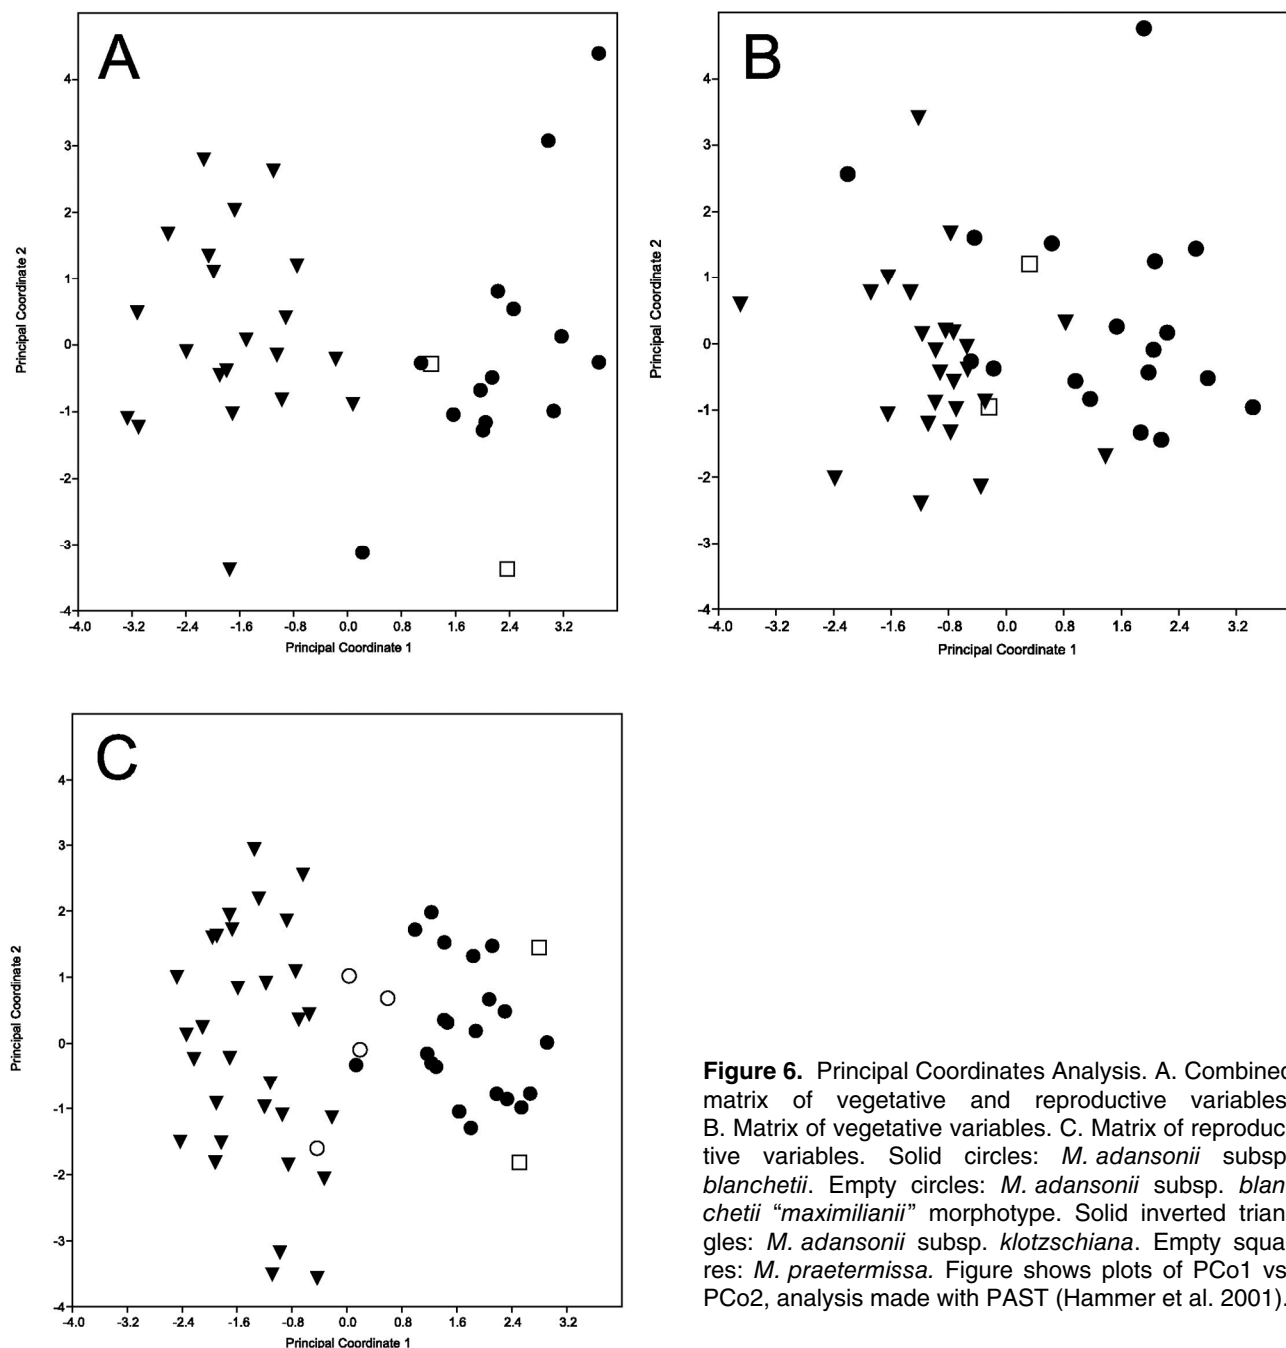 A
4
3
2
1
0
-1
-2
-3
-4
Principal Coordinate 2
-4.0 -3.2 -2.4 -1.6 -0.8 0.0 0.8 1.6 2.4 3.2
Principal Coordinate 1
B
4
3
2
1
0
-1
-2
-3
-4
Principal Coordinate 2
-4.0 -3.2 -2.4 -1.6 -0.8 0.0 0.8 1.6 2.4 3.2
Principal Coordinate 1
C
4
3
2
1
0
-1
-2
-3
-4
Principal Coordinate 2
-4.0 -3.2 -2.4 -1.6 -0.8 0.0 0.8 1.6 2.4 3.2
Principal Coordinate 1
Figure 6. Principal Coordinates Analysis. A. Combined
matrix of vegetative and reproductive variables
B. Matrix of vegetative variables. C. Matrix of reproduc
tive variables. Solid circles: M. adansonii subsp
blanchetii. Empty circles: M. adansonii subsp. blan
chetii “maximilianii” morphotype. Solid inverted trian
gles: M. adansonii subsp. klotzschiana. Empty squa
res: M. praetermissa. Figure shows plots of PCo1 vs
PCo2, analysis made with PAST (Hammer et al. 2001).